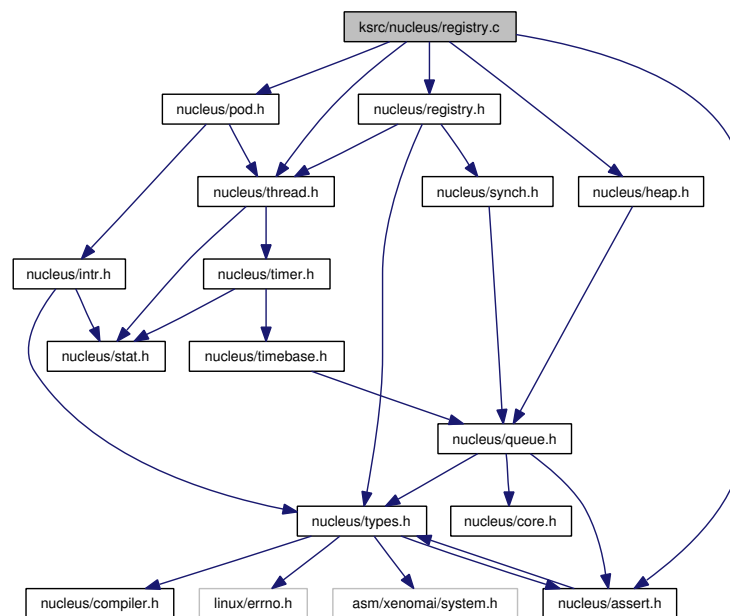 ksrc/nucleus/registry.c
nucleus/pod.h
nucleus/registry.h
nucleus/thread.h
nucleus/synch.h
nucleus/heap.h
nucleus/intr.h
nucleus/timer.h
nucleus/stat.h
nucleus/timebase.h
nucleus/queue.h
nucleus/types.h
nucleus/core.h
nucleus/compiler.h
linux/errno.h
asm/xenomai/system.h
nucleus/assert.h